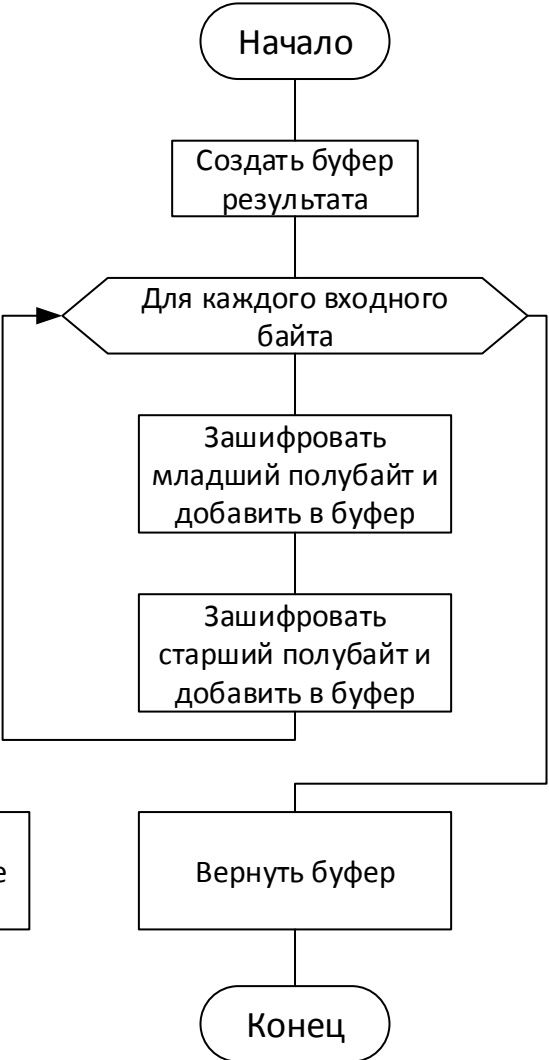 Начало
Создать буфер
результата
Для каждого входного
байта
Зашифровать
младший полубайт и
добавить в буфер
Зашифровать
старший полубайт и
добавить в буфер
Вернуть буфер
Конец